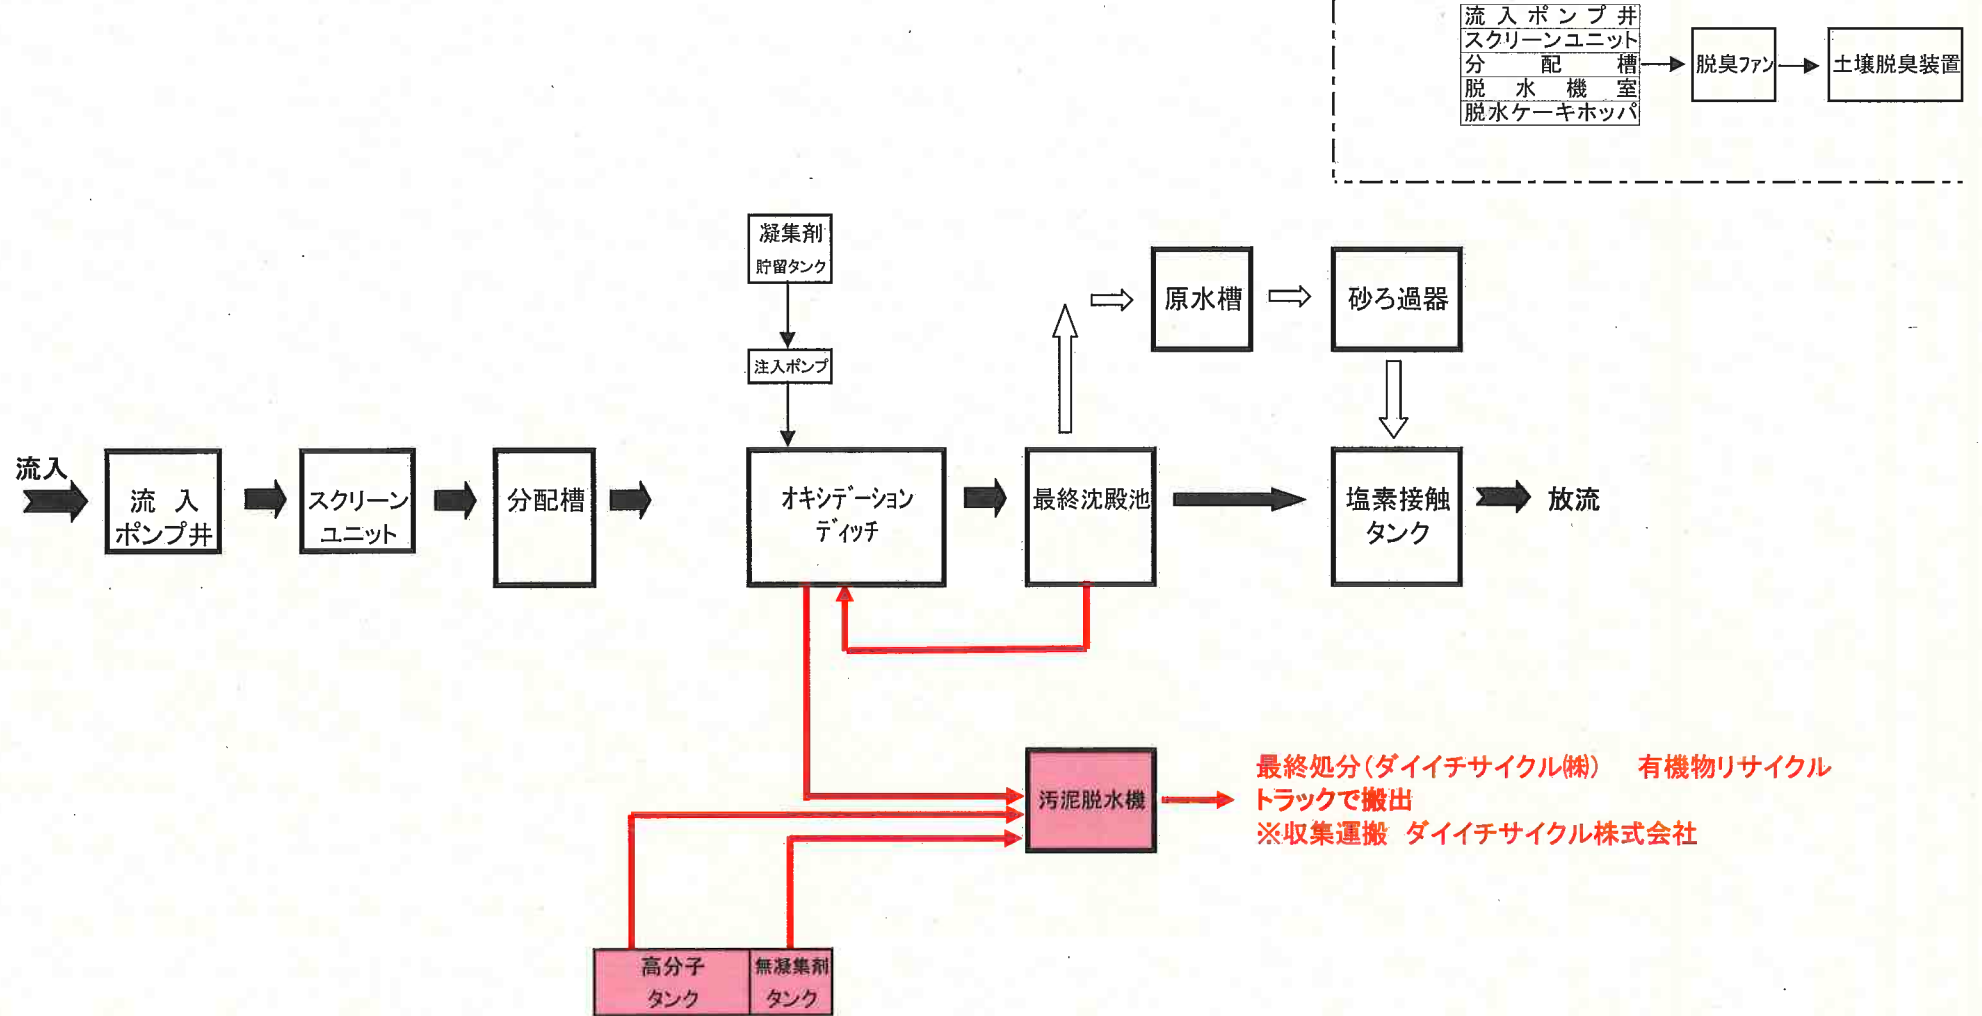 流入ポンプ井
スクリーンユニット
分配槽
脱水機室
脱水ケーキホッパ
脱臭ファン
土壌脱臭装置
凝集剤
貯留タンク
注入ポンプ
原水槽
砂ろ過器
流入
流入
ポンプ井
スクリーン
ユニット
分配槽
オキシデーション
ディッチ
最終沈殿池
塩素接触
タンク
放流
汚泥脱水機
最終処分(ダイイチサイクル㈱) 有機物リサイクル
トラックで搬出
※収集運搬 ダイイチサイクル株式会社
高分子
タンク
無凝集剤
タンク